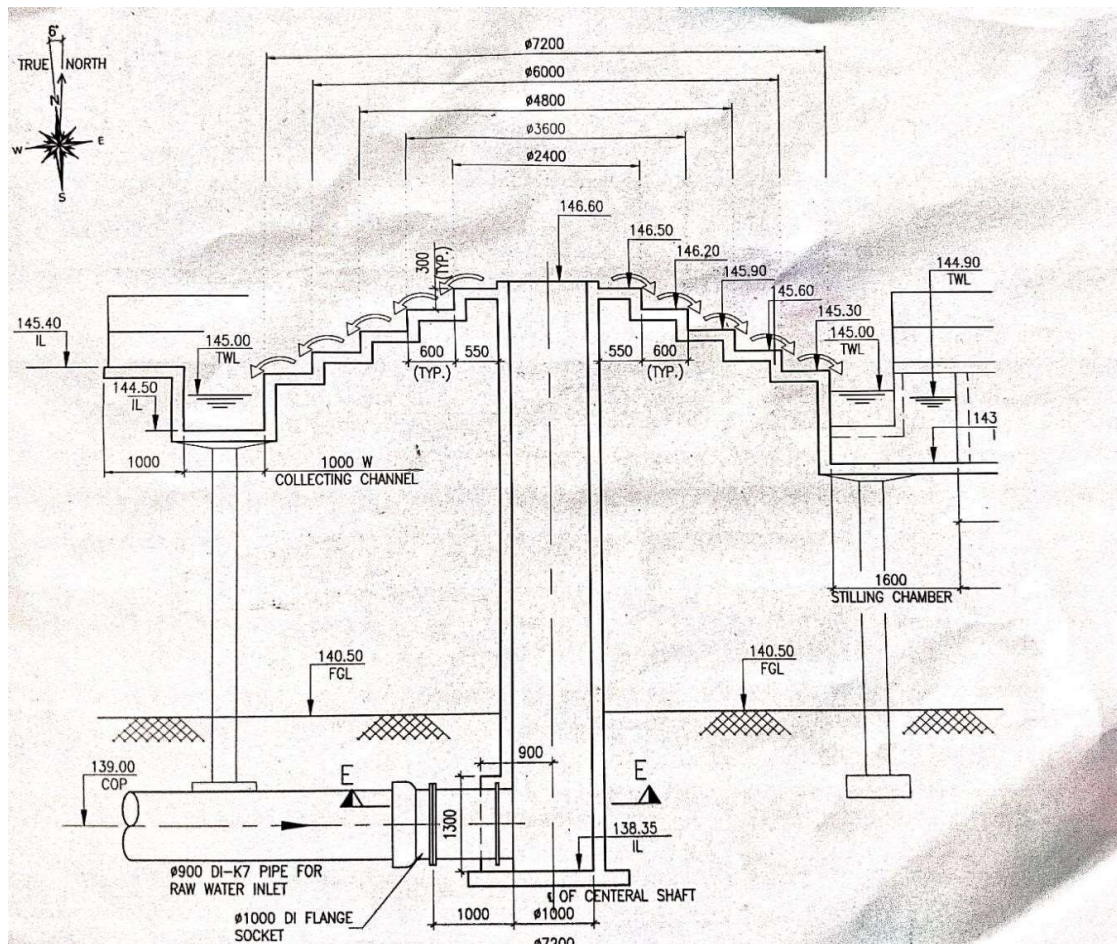 6°
TRUE NORTH
N
W E
S
ø7200
ø6000
ø4800
ø3600
ø2400
146.60
146.50
146.20
145.90
145.60
145.30
145.00
TWL
144.90
TWL
300
(TYP.)
145.40
IL
145.00
TWL
144.50
IL
600
(TYP.)
550
550
600
(TYP.)
143
1000
1000 W
COLLECTING CHANNEL
1600
STILLING CHAMBER
140.50
FGL
140.50
FGL
139.00
COP
900
E
E
1300
138.35
IL
ø900 DI-K7 PIPE FOR
RAW WATER INLET
℄ OF CENTERAL SHAFT
ø1000 DI FLANGE
SOCKET
1000
ø1000
ø7200